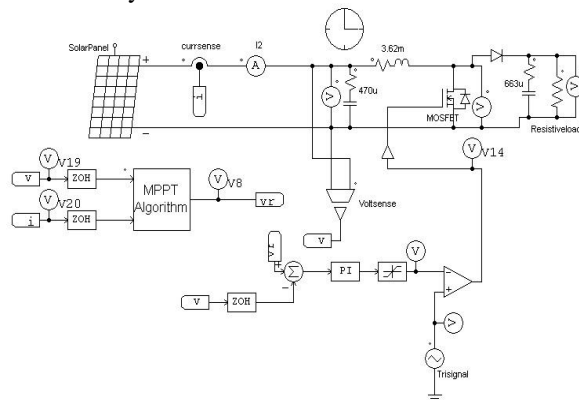 SolarPanel
currsense
I2
3.62m
+
A
i
V
470u
MOSFET
V
663u
V
Resistiveload
V19
V
v
ZOH
V20
V
i
ZOH
MPPT
Algorithm
V8
V
vr
Voltsense
v
V14
V
vr
+
Σ
PI
V
v
ZOH
V
Trisignal